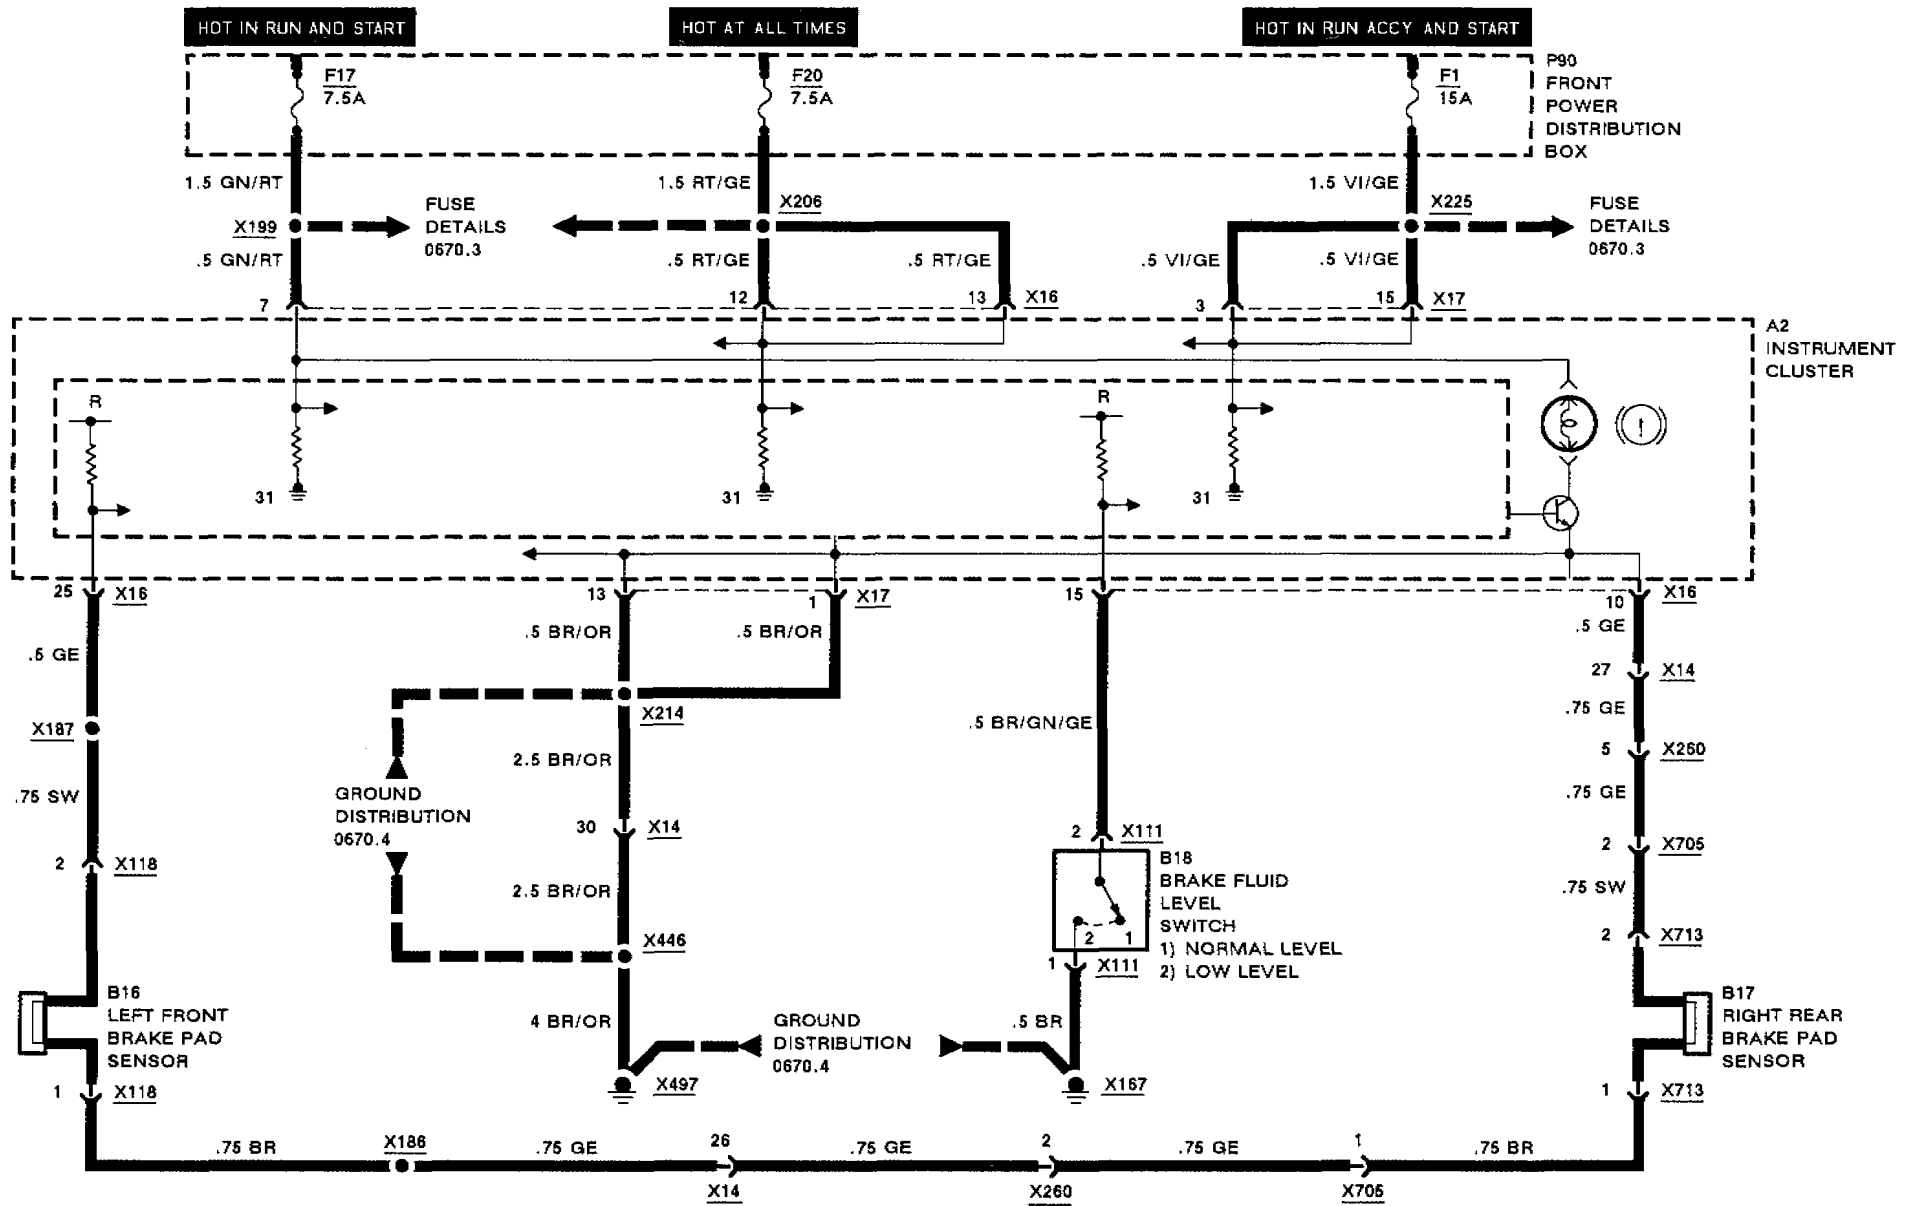 HOT IN RUN AND START
HOT AT ALL TIMES
HOT IN RUN ACCY AND START
F17
7.5A
F20
7.5A
F1
15A
P90
FRONT
POWER
DISTRIBUTION
BOX
1.5 GN/RT
1.5 RT/GE
1.5 VI/GE
X199
FUSE
DETAILS
0670.3
X206
X225
FUSE
DETAILS
0670.3
.5 GN/RT
.5 RT/GE
.5 RT/GE
.5 VI/GE
.5 VI/GE
7
12
13
X16
3
15
X17
A2
INSTRUMENT
CLUSTER
R
R
31
31
31
25
X16
13
1
X17
15
10
X16
.5 BR/OR
.5 BR/OR
.5 GE
.5 GE
27
X14
X187
X214
.5 BR/GN/GE
.75 GE
5
X260
2.5 BR/OR
.75 SW
GROUND
DISTRIBUTION
0670.4
.75 GE
30
X14
2
X111
2
X705
2
X118
2.5 BR/OR
B18
BRAKE FLUID
LEVEL
SWITCH
1) NORMAL LEVEL
2) LOW LEVEL
2
1
.75 SW
X446
2
X713
1
X111
B16
LEFT FRONT
BRAKE PAD
SENSOR
4 BR/OR
GROUND
DISTRIBUTION
0670.4
.5 BR
B17
RIGHT REAR
BRAKE PAD
SENSOR
1
X118
X497
X167
1
X713
.75 BR
X186
.75 GE
26
X14
.75 GE
2
X260
.75 GE
1
X705
.75 BR